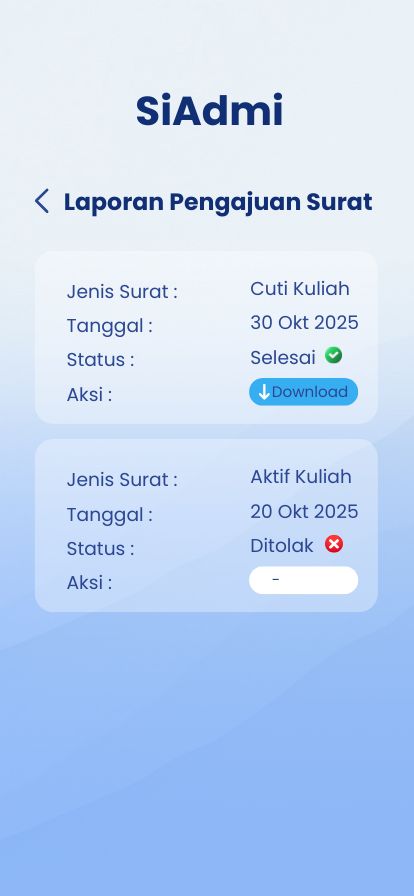 SiAdmi
Laporan Pengajuan Surat
Jenis Surat : Cuti Kuliah
Tanggal : 30 Okt 2025
Status : Selesai
Aksi : Download
Jenis Surat : Aktif Kuliah
Tanggal : 20 Okt 2025
Status : Ditolak
Aksi : -